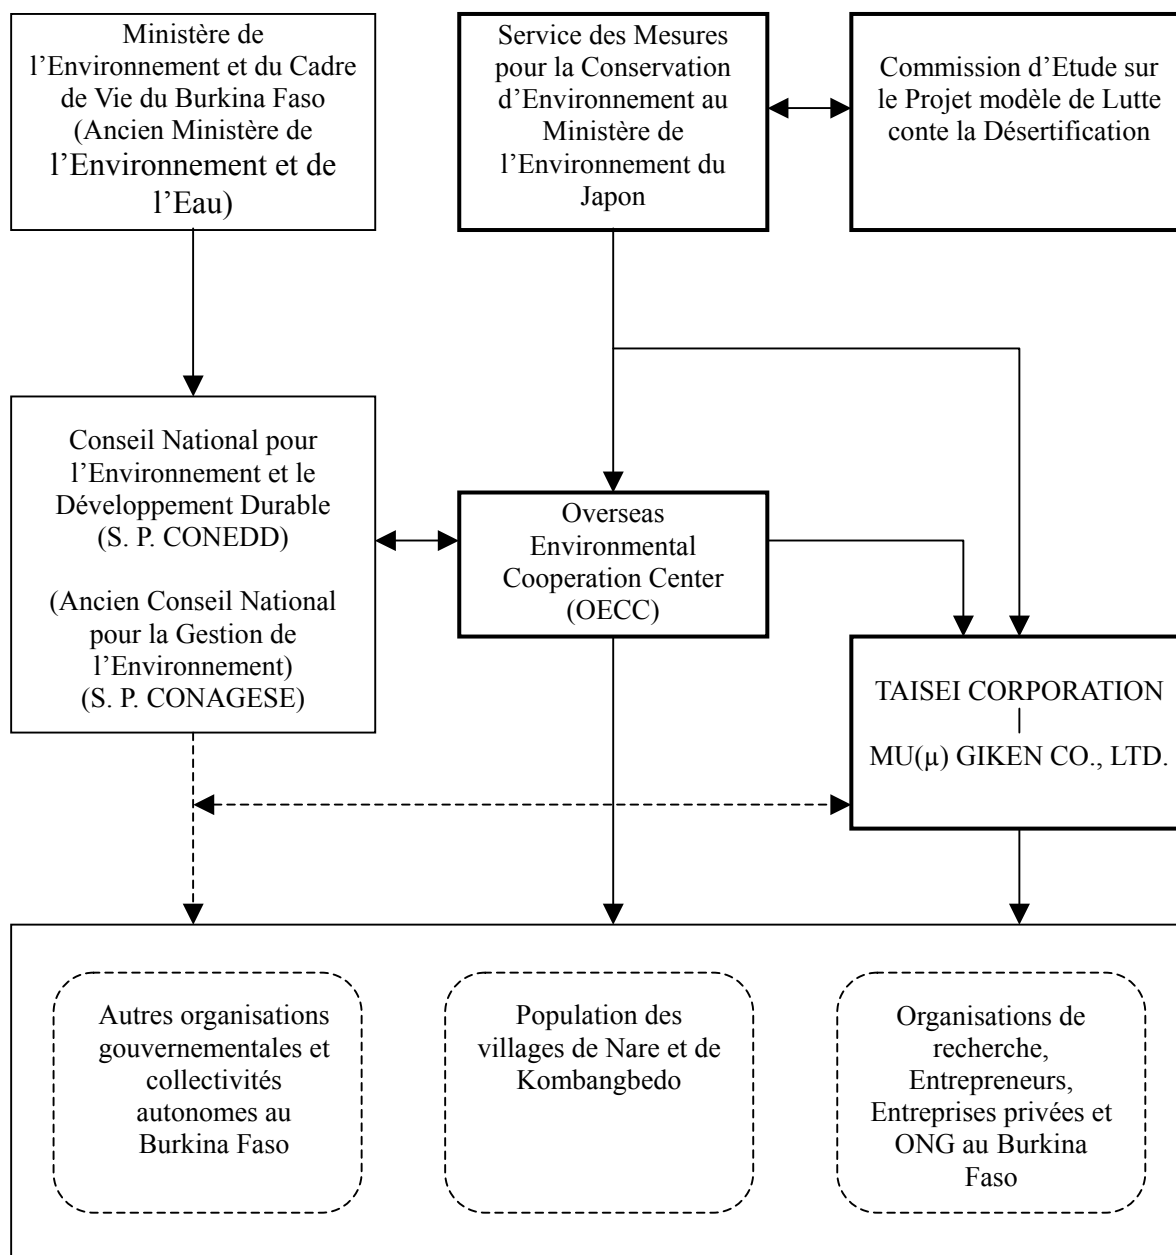 Ministère de
l’Environnement et du Cadre
de Vie du Burkina Faso
(Ancien Ministère de
l’Environnement et de
l’Eau)
Service des Mesures
pour la Conservation
d’Environnement au
Ministère de
l’Environnement du
Japon
Commission d’Etude sur
le Projet modèle de Lutte
conte la Désertification
Conseil National pour
l’Environnement et le
Développement Durable
(S. P. CONEDD)
(Ancien Conseil National
pour la Gestion de
l’Environnement)
(S. P. CONAGESE)
Overseas
Environmental
Cooperation Center
(OECC)
TAISEI CORPORATION
MU(μ) GIKEN CO., LTD.
Autres organisations
gouvernementales et
collectivités
autonomes au
Burkina Faso
Population des
villages de Nare et de
Kombangbedo
Organisations de
recherche,
Entrepreneurs,
Entreprises privées et
ONG au Burkina
Faso